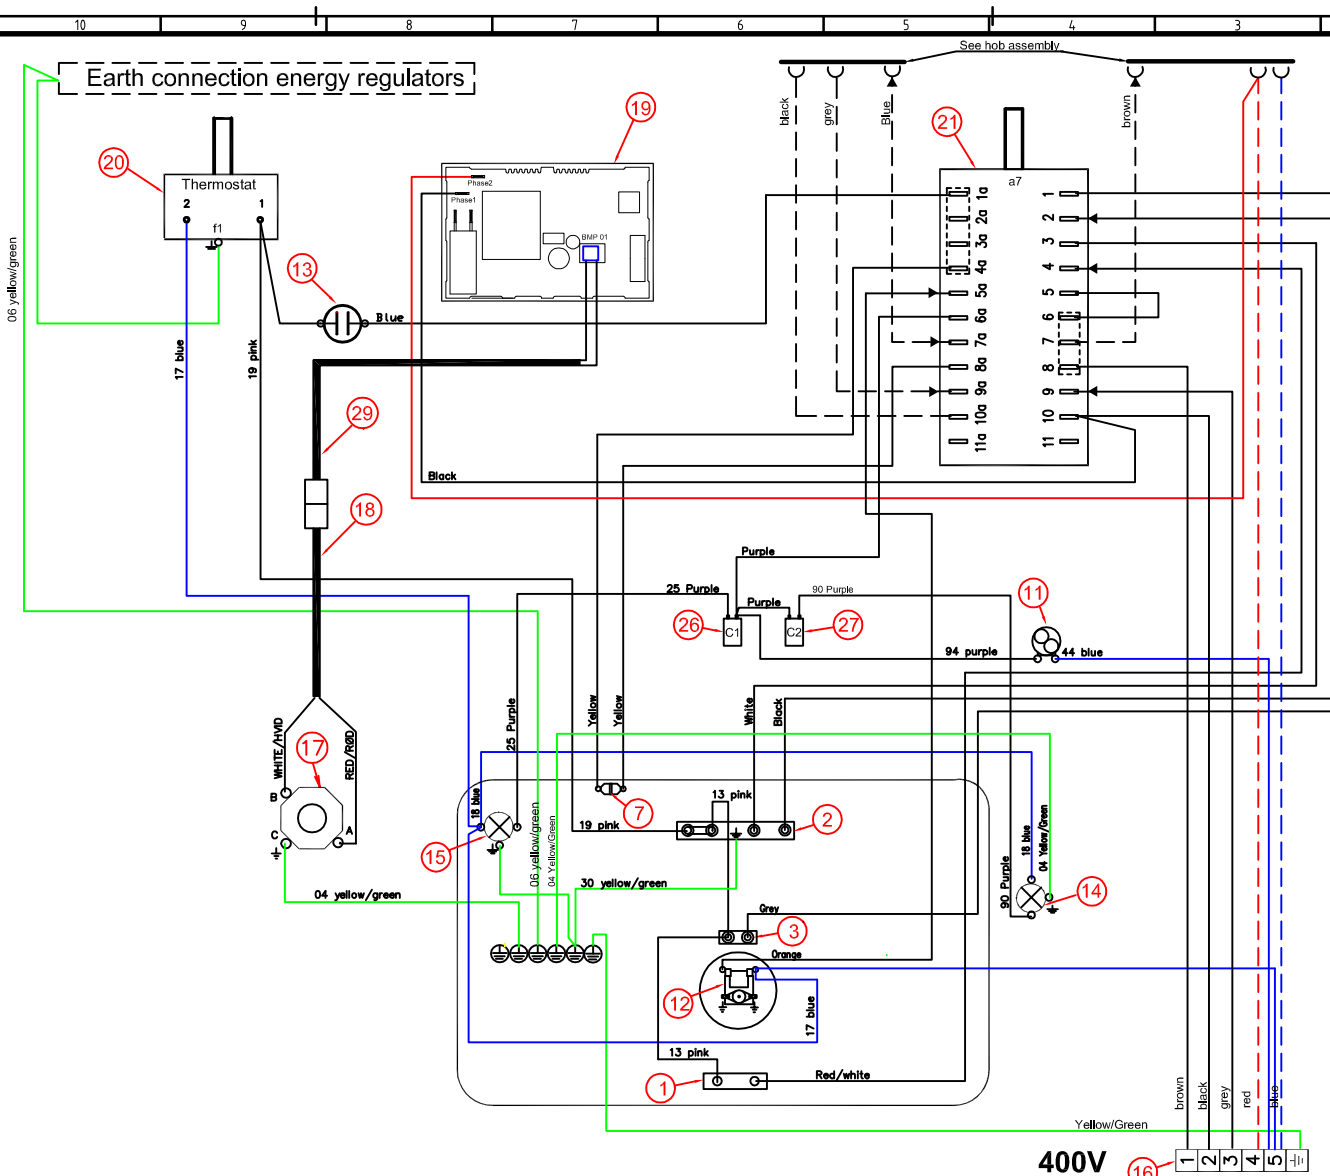 10 9 8 7 6 5 4 3
See hob assembly
Earth connection energy regulators
19
21
20
black
grey
Blue
brown
Thermostat
2 1
f1
Phase2
Phase1
BMP 01
a7
1a 1
2a 2
3a 3
4a 4
5a 5
6a 6
7a 7
8a 8
9a 9
10a 10
11a 11
06 yellow/green
13
Blue
17 blue
19 pink
29
Black
18
Purple
25 Purple
Purple
90 Purple
11
26
C1
C2
27
94 purple
44 blue
WHITE/HVID
RED/RØD
17
25 Purple
Yellow
Yellow
White
Black
B
A
C
18 blue
7
13 pink
19 pink
2
15
06 yellow/green
04 Yellow/Green
30 yellow/green
04 yellow/green
18 blue
04 Yellow/Green
90 Purple
14
Grey
3
Orange
12
17 blue
13 pink
1
Red/white
brown
black
grey
red
blue
Yellow/Green
400V
16
1 2 3 4 5